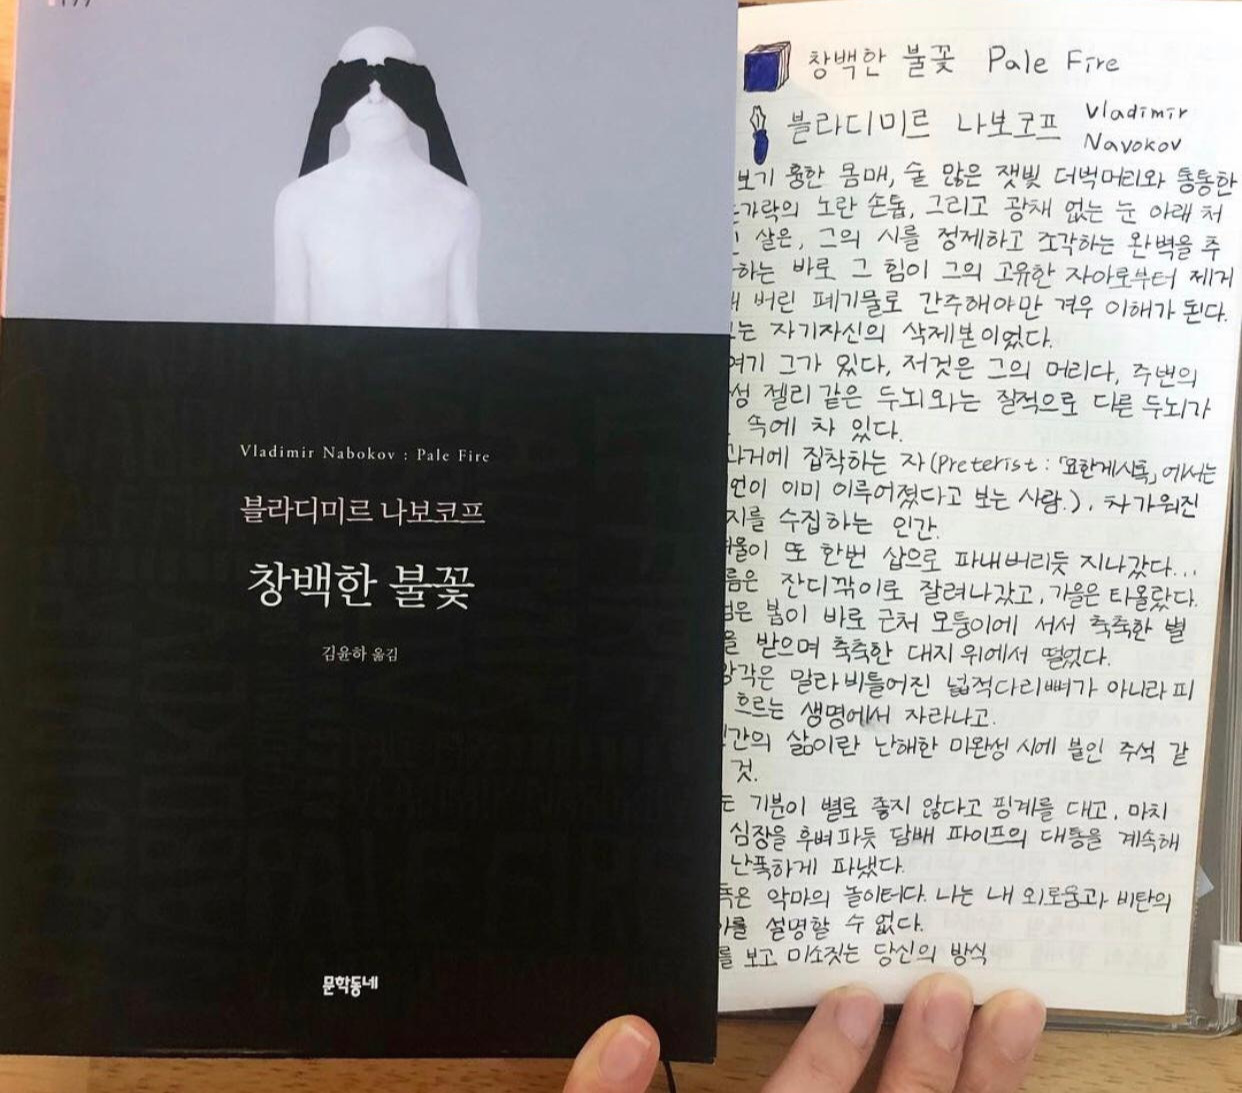 Vladimir Nabokov : Pale Fire
블라디미르 나보코프
창백한 불꽃
김윤하 옮김
문학동네
창백한 불꽃 Pale Fire
블라디미르 나보코프 Vladimir
Navokov
보기 흉한 몸매, 숱 많은 잿빛 더벅머리와 통통한
가락의 노란 손톱, 그리고 광채 없는 눈 아래 처
살은, 그의 시를 정제하고 조각하는 완벽을 추
하는 바로 그 힘이 그의 고유한 자아로부터 제거
버린 폐기물로 간주해야만 겨우 이해가 된다.
는 자기자신의 삭제본이었다.
여기 그가 있다, 저것은 그의 머리다, 주변의
성 젤리 같은 두뇌와는 질적으로 다른 두뇌가
속에 차 있다.
과거에 집착하는 자(Preterist : 「요한계시록」에서는
언이 이미 이루어졌다고 보는 사람.), 차가워진
지를 수집하는 인간.
겨울이 또 한번 삽으로 파내버리듯 지나갔다...
름은 잔디깎이로 잘려나갔고, 가을은 타올랐다.
은 봄이 바로 근처 모퉁이에 서서 축축한 별
을 받으며 축축한 대지 위에서 떨었다.
각은 말라 비틀어진 넓적다리뼈가 아니라 피
흐르는 생명에서 자라나고.
간의 삶이란 난해한 미완성 시에 붙인 주석 같
것.
는 기분이 별로 좋지 않다고 핑계를 대고, 마치
심장을 후벼파듯 담배 파이프의 대통을 계속해
난폭하게 파냈다.
은 악마의 놀이터다. 나는 내 외로움과 비탄의
를 설명할 수 없다.
를 보고 미소짓는 당신의 방식